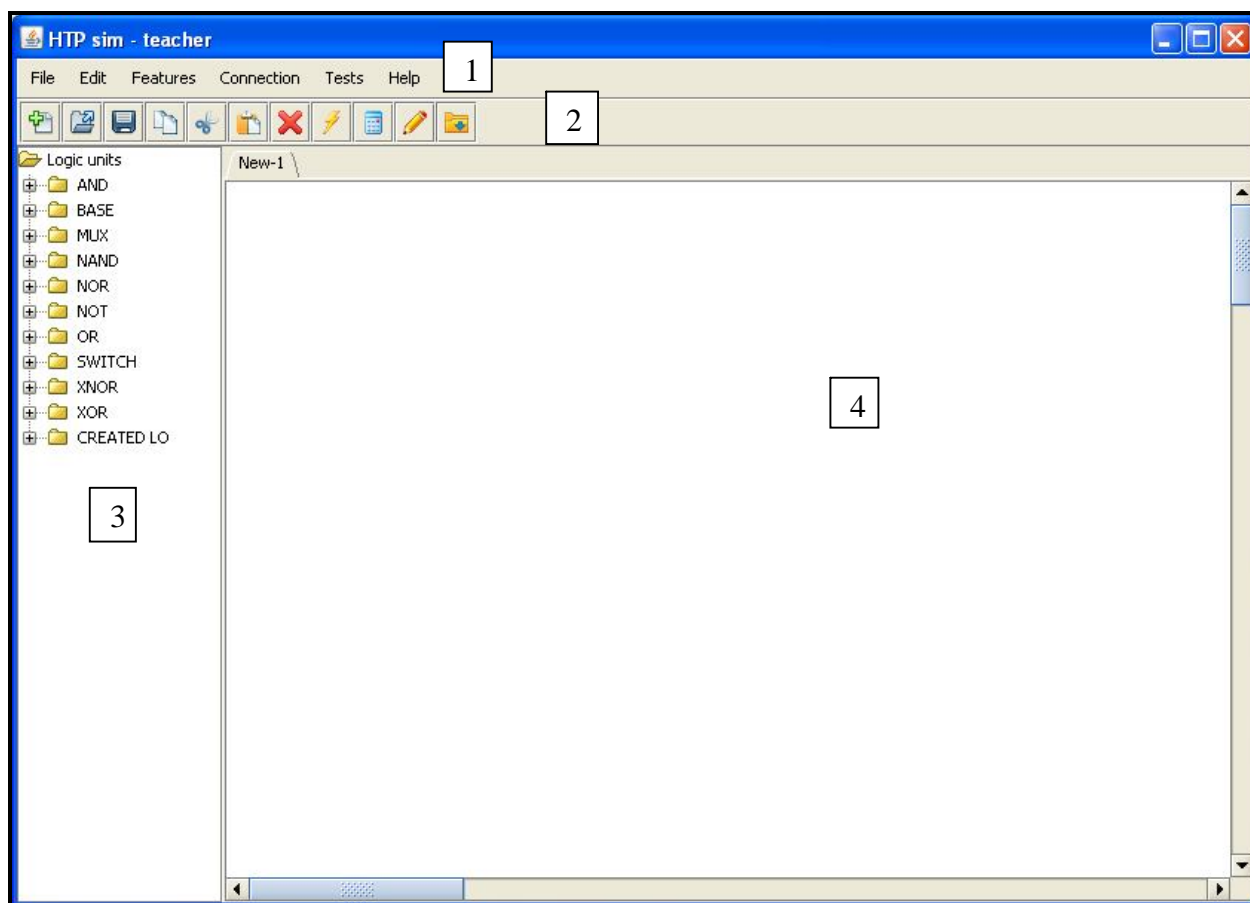 HTP sim - teacher
File Edit Features Connection Tests Help 1
2
Logic units
AND
BASE
MUX
NAND
NOR
NOT
OR
SWITCH
XNOR
XOR
CREATED LO
3
New-1
4